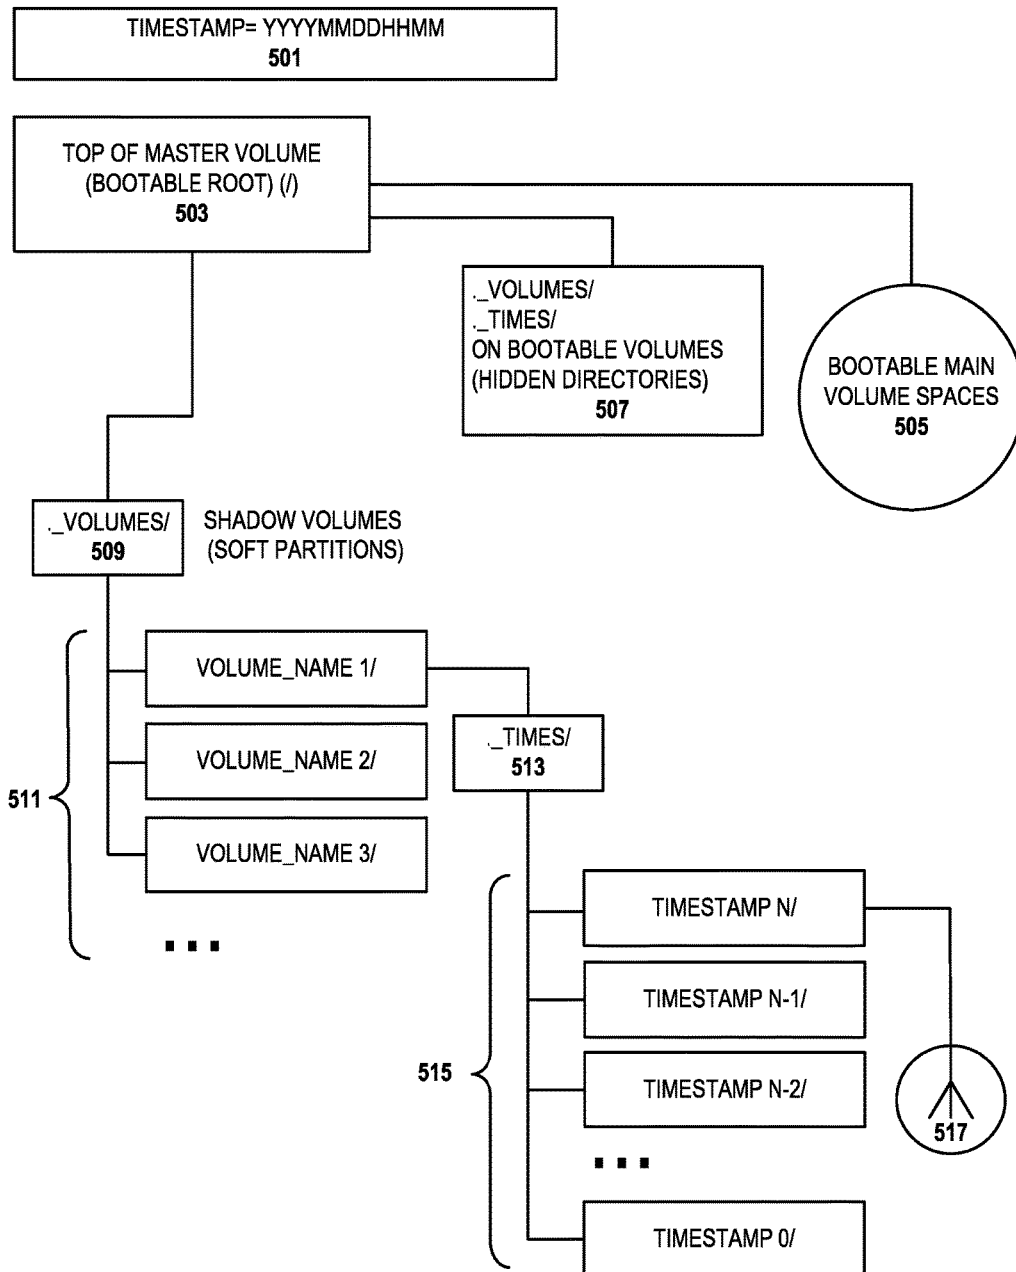 TIMESTAMP= YYYYMMDDHHMM
501
TOP OF MASTER VOLUME
(BOOTABLE ROOT) (/)
503
._VOLUMES/
._TIMES/
ON BOOTABLE VOLUMES
(HIDDEN DIRECTORIES)
507
BOOTABLE MAIN
VOLUME SPACES
505
._VOLUMES/
509
SHADOW VOLUMES
(SOFT PARTITIONS)
511
VOLUME_NAME 1/
VOLUME_NAME 2/
VOLUME_NAME 3/
...
._TIMES/
513
515
TIMESTAMP N/
TIMESTAMP N-1/
TIMESTAMP N-2/
...
TIMESTAMP 0/
517